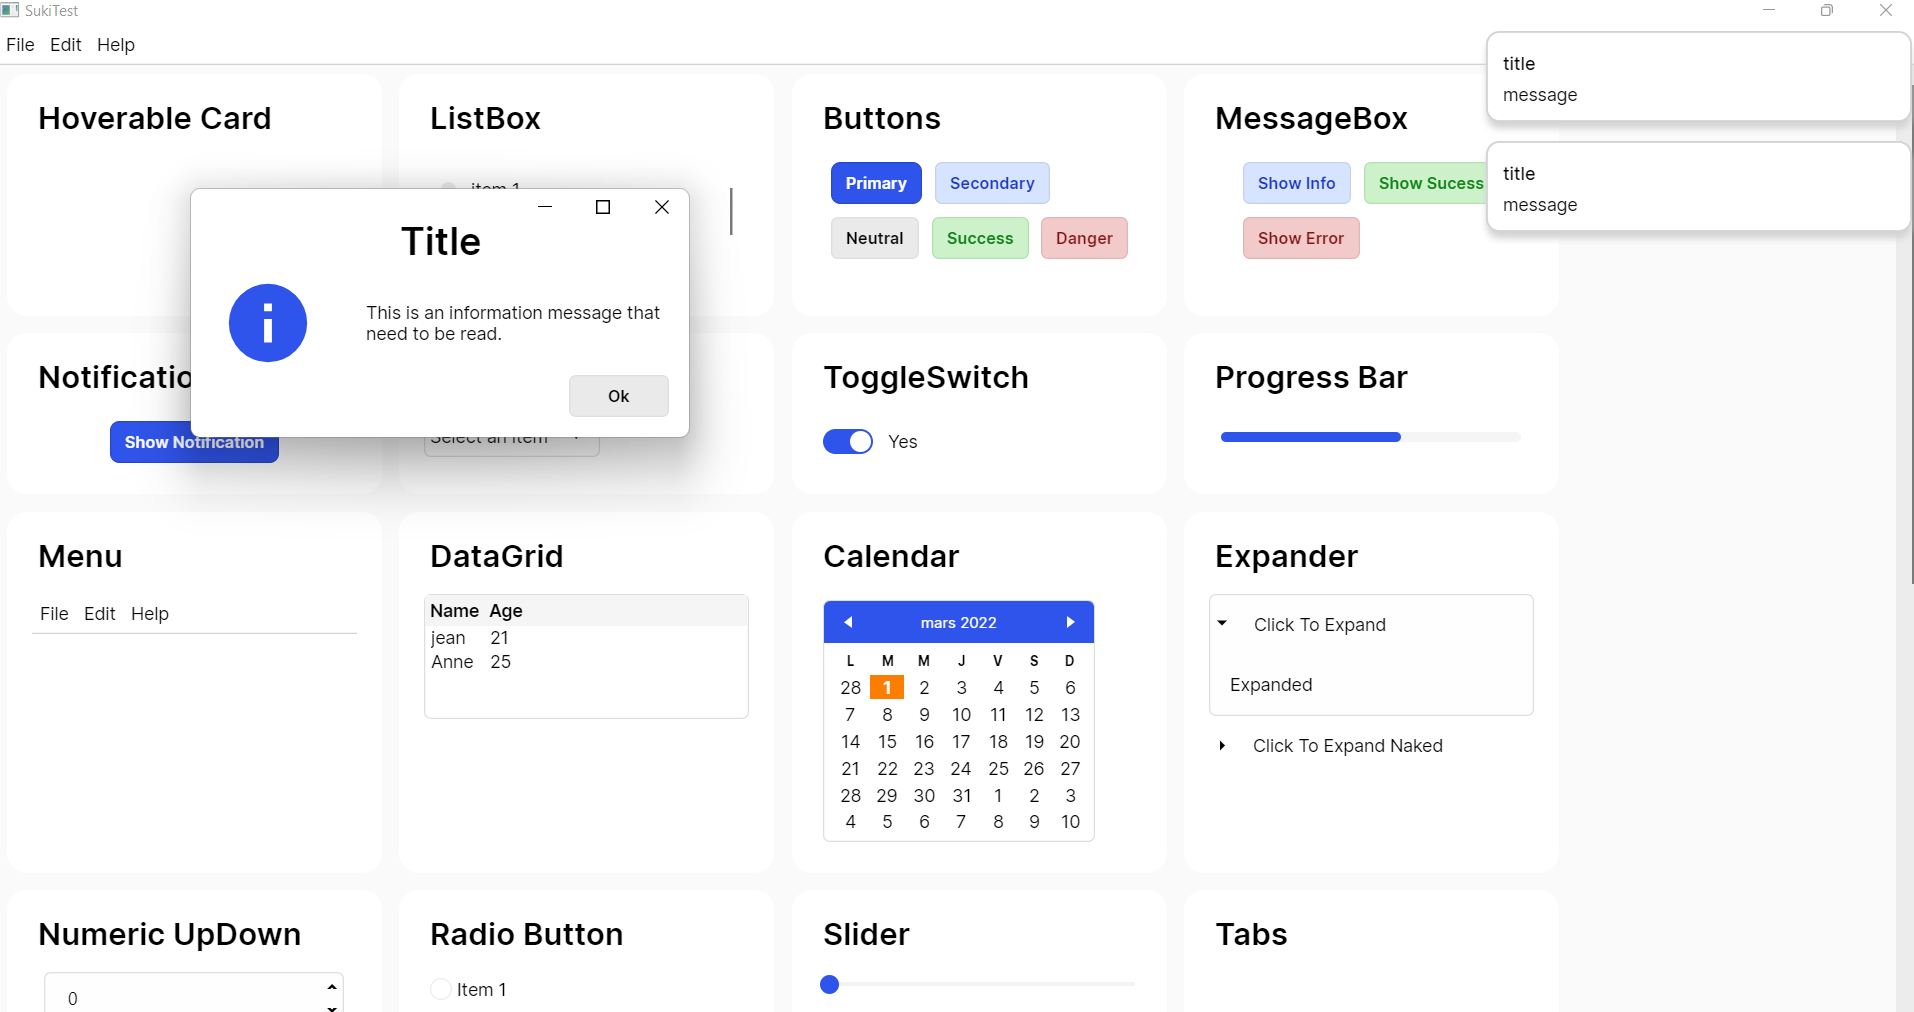 SukiTest
File Edit Help
title
message
title
message
Hoverable Card
ListBox
item 1
Buttons
Primary Secondary
Neutral Success Danger
MessageBox
Show Info Show Sucess
Show Error
Title
This is an information message that
need to be read.
Ok
Notificatio
Show Notification
Select an item
ToggleSwitch
Yes
Progress Bar
Menu
File Edit Help
DataGrid
Name Age
jean 21
Anne 25
Calendar
mars 2022
L M M J V S D
28 1 2 3 4 5 6
7 8 9 10 11 12 13
14 15 16 17 18 19 20
21 22 23 24 25 26 27
28 29 30 31 1 2 3
4 5 6 7 8 9 10
Expander
Click To Expand
Expanded
Click To Expand Naked
Numeric UpDown
0
Radio Button
Item 1
Slider
Tabs